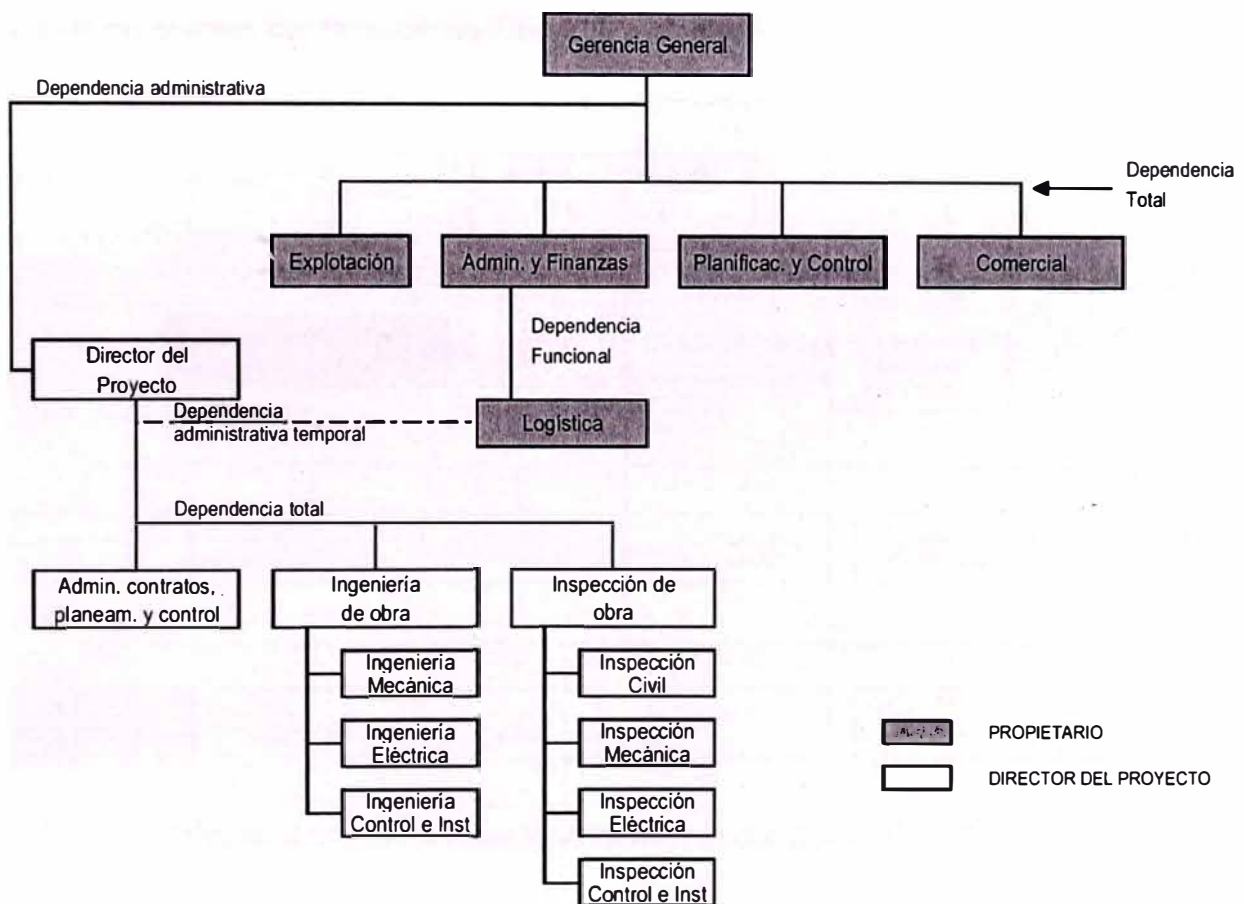 Gerencia General
Dependencia administrativa
Dependencia
Total
Explotación
Admin. y Finanzas
Planificac. y Control
Comercial
Dependencia
Funcional
Director del
Proyecto
Dependencia
administrativa temporal
Logística
Dependencia total
Admin. contratos,
planeam. y control
Ingeniería
de obra
Inspección de
obra
Ingeniería
Mecánica
Inspección
Civil
Ingeniería
Eléctrica
Inspección
Mecánica
Ingeniería
Control e Inst
Inspección
Eléctrica
Inspección
Control e Inst
PROPIETARIO
DIRECTOR DEL PROYECTO